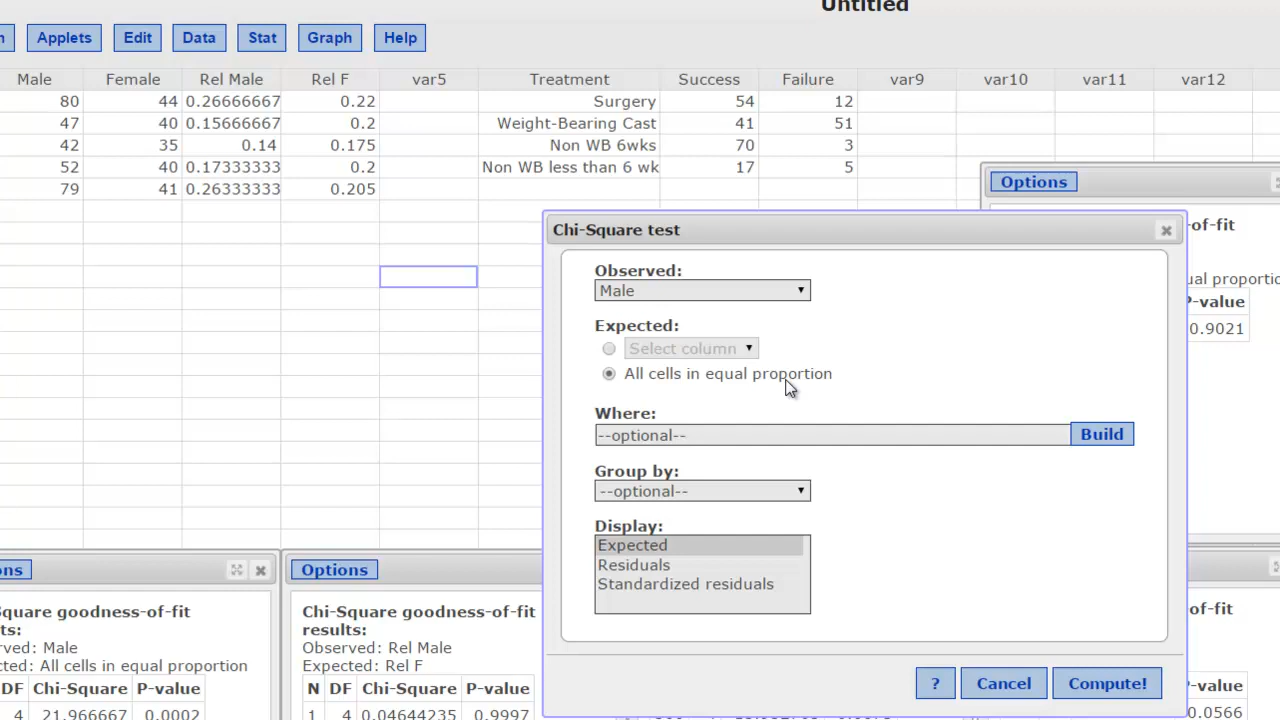 Untitled
Applets Edit Data Stat Graph Help
Male Female Rel Male Rel F var5 Treatment Success Failure var9 var10 var11 var12
80 44 0.26666667 0.22 Surgery 54 12
47 40 0.15666667 0.2 Weight-Bearing Cast 41 51
42 35 0.14 0.175 Non WB 6wks 70 3
52 40 0.17333333 0.2 Non WB less than 6 wk 17 5
79 41 0.26333333 0.205
Options
Chi-Square test
-of-fit
Observed:
Male
ual proportio
P-value
0.9021
Expected:
Select column
All cells in equal proportion
Where:
--optional-- Build
Group by:
--optional--
Display:
Expected
Residuals
Standardized residuals
? Cancel Compute!
ons
Square goodness-of-fit
ts:
rved: Male
cted: All cells in equal proportion
DF Chi-Square P-value
4 21.966667 0.0002
Options
Chi-Square goodness-of-fit
results:
Observed: Rel Male
Expected: Rel F
N DF Chi-Square P-value
1 4 0.04644235 0.9997
-of-fit
P-value
0.0566